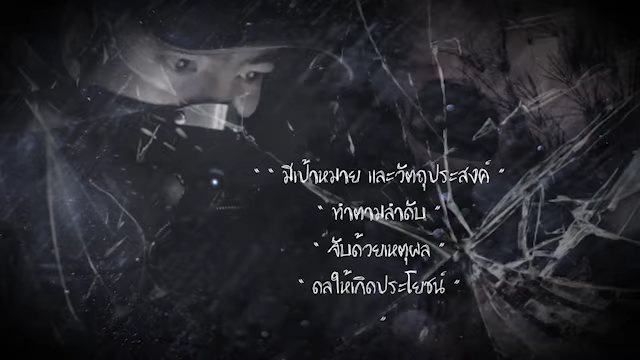 " " มีเป้าหมาย และวัตถุประสงค์ "
" ทำตามลำดับ "
" จับด้วยเหตุผล "
" ดลให้เกิดประโยชน์ "
"